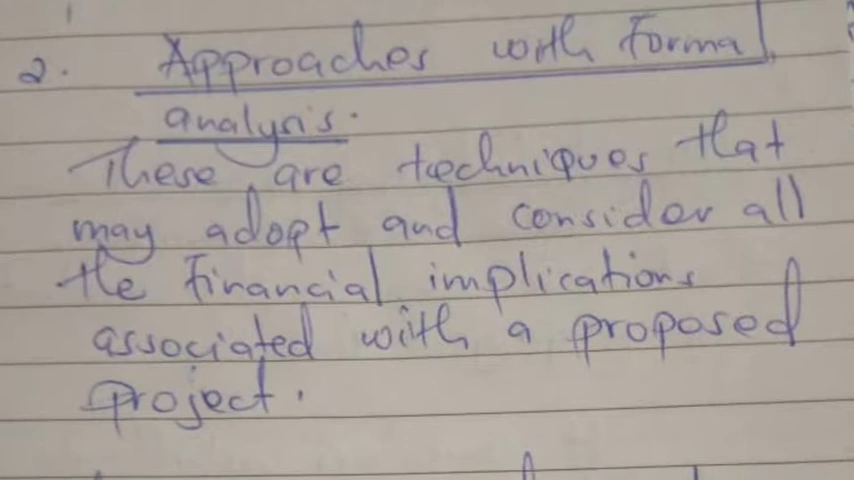 2. Approaches with Formal
analysis.
These are techniques that
may adopt and consider all
the Financial implications
associated with a proposed
project.